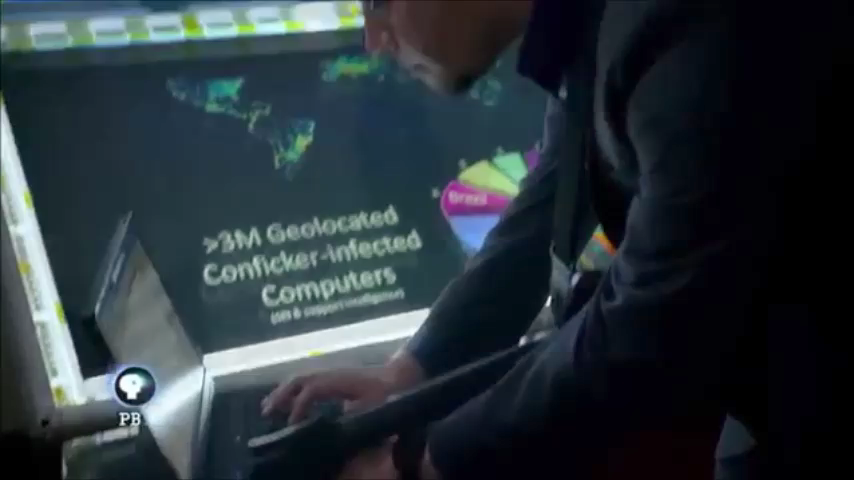 >3M Geolocated
Conficker-infected
Computers
Brazil
PB